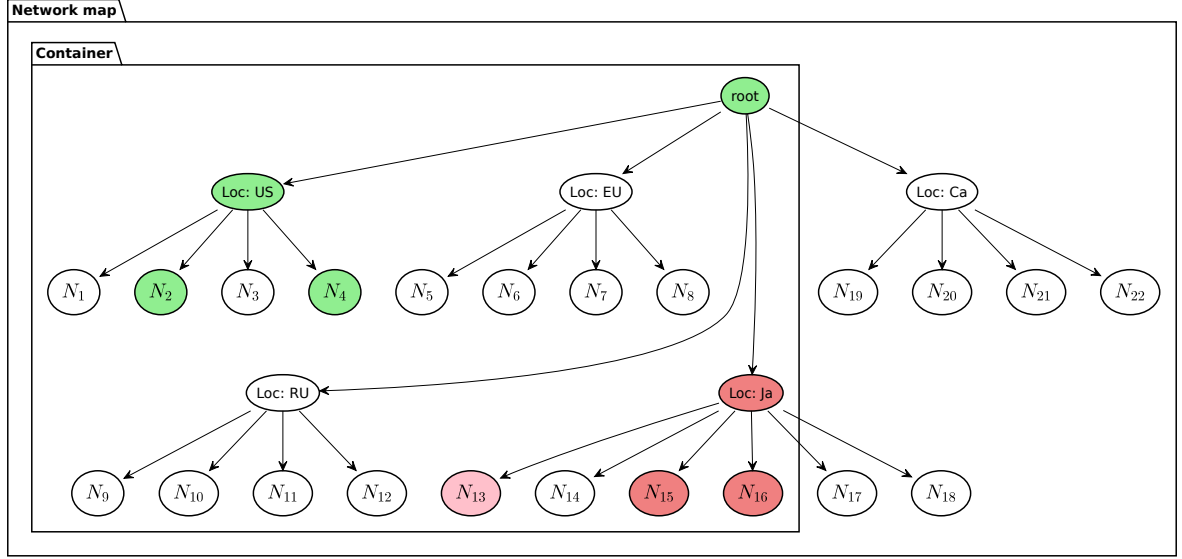 Network map
Container
root
Loc: US
Loc: EU
Loc: Ca
N1 N2 N3 N4 N5 N6 N7 N8 N19 N20 N21 N22
Loc: RU
Loc: Ja
N9 N10 N11 N12 N13 N14 N15 N16 N17 N18